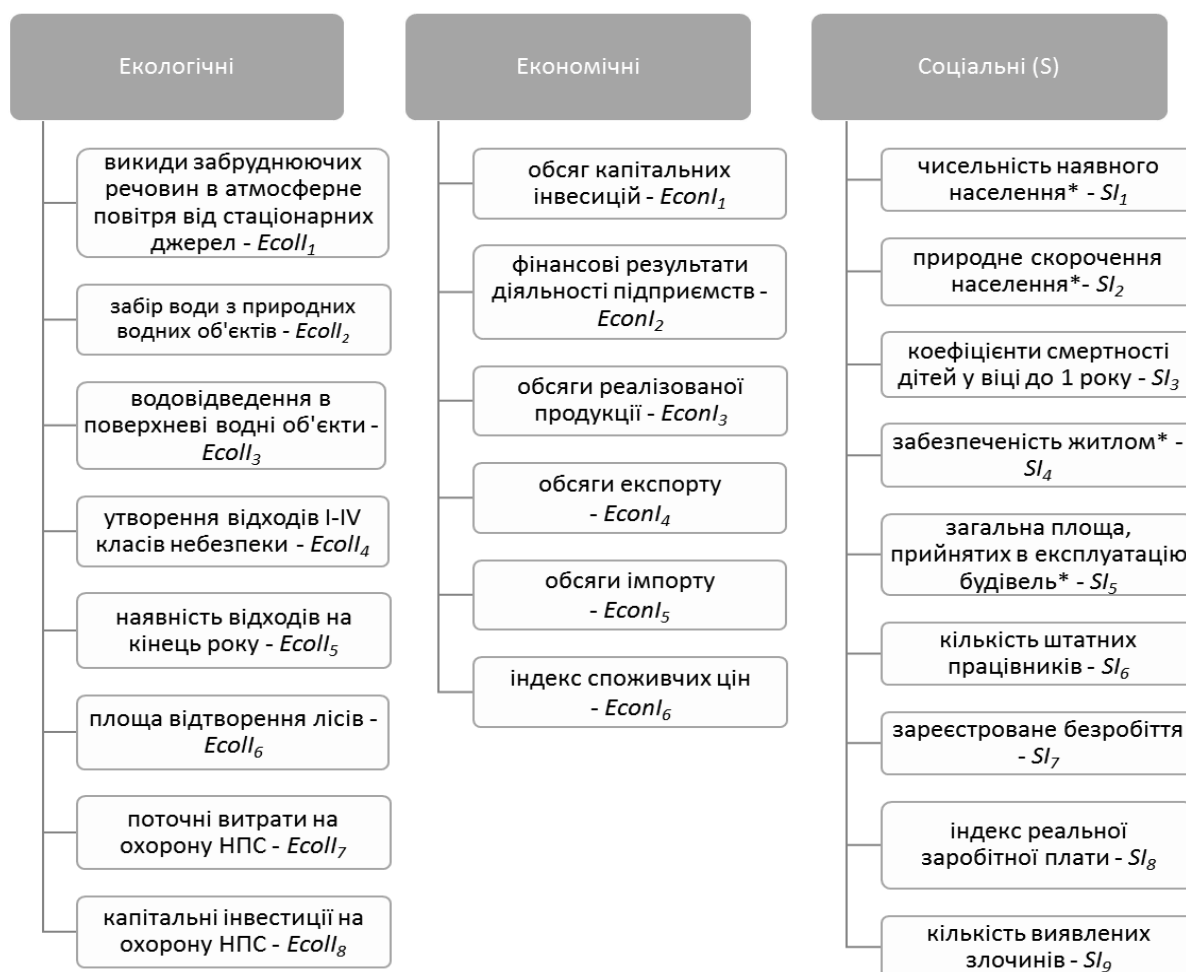 Екологічні
викиди забруднюючих
речовин в атмосферне
повітря від стаціонарних
джерел - EcolI₁
забір води з природних
водних об'єктів - EcolI₂
водовідведення в
поверхневі водні об'єкти -
EcolI₃
утворення відходів I-IV
класів небезпеки - EcolI₄
наявність відходів на
кінець року - EcolI₅
площа відтворення лісів -
EcolI₆
поточні витрати на
охорону НПС - EcolI₇
капітальні інвестиції на
охорону НПС - EcolI₈
Економічні
обсяг капітальних
інвесицій - EconI₁
фінансові результати
діяльності підприємств -
EconI₂
обсяги реалізованої
продукції - EconI₃
обсяги експорту
- EconI₄
обсяги імпорту
- EconI₅
індекс споживчих цін
- EconI₆
Соціальні (S)
чисельність наявного
населення* - SI₁
природне скорочення
населення*- SI₂
коефіцієнти смертності
дітей у віці до 1 року - SI₃
забезпеченість житлом* -
SI₄
загальна площа,
прийнятих в експлуатацію
будівель* - SI₅
кількість штатних
працівників - SI₆
зареєстроване безробіття
- SI₇
індекс реальної
заробітної плати - SI₈
кількість виявлених
злочинів - SI₉